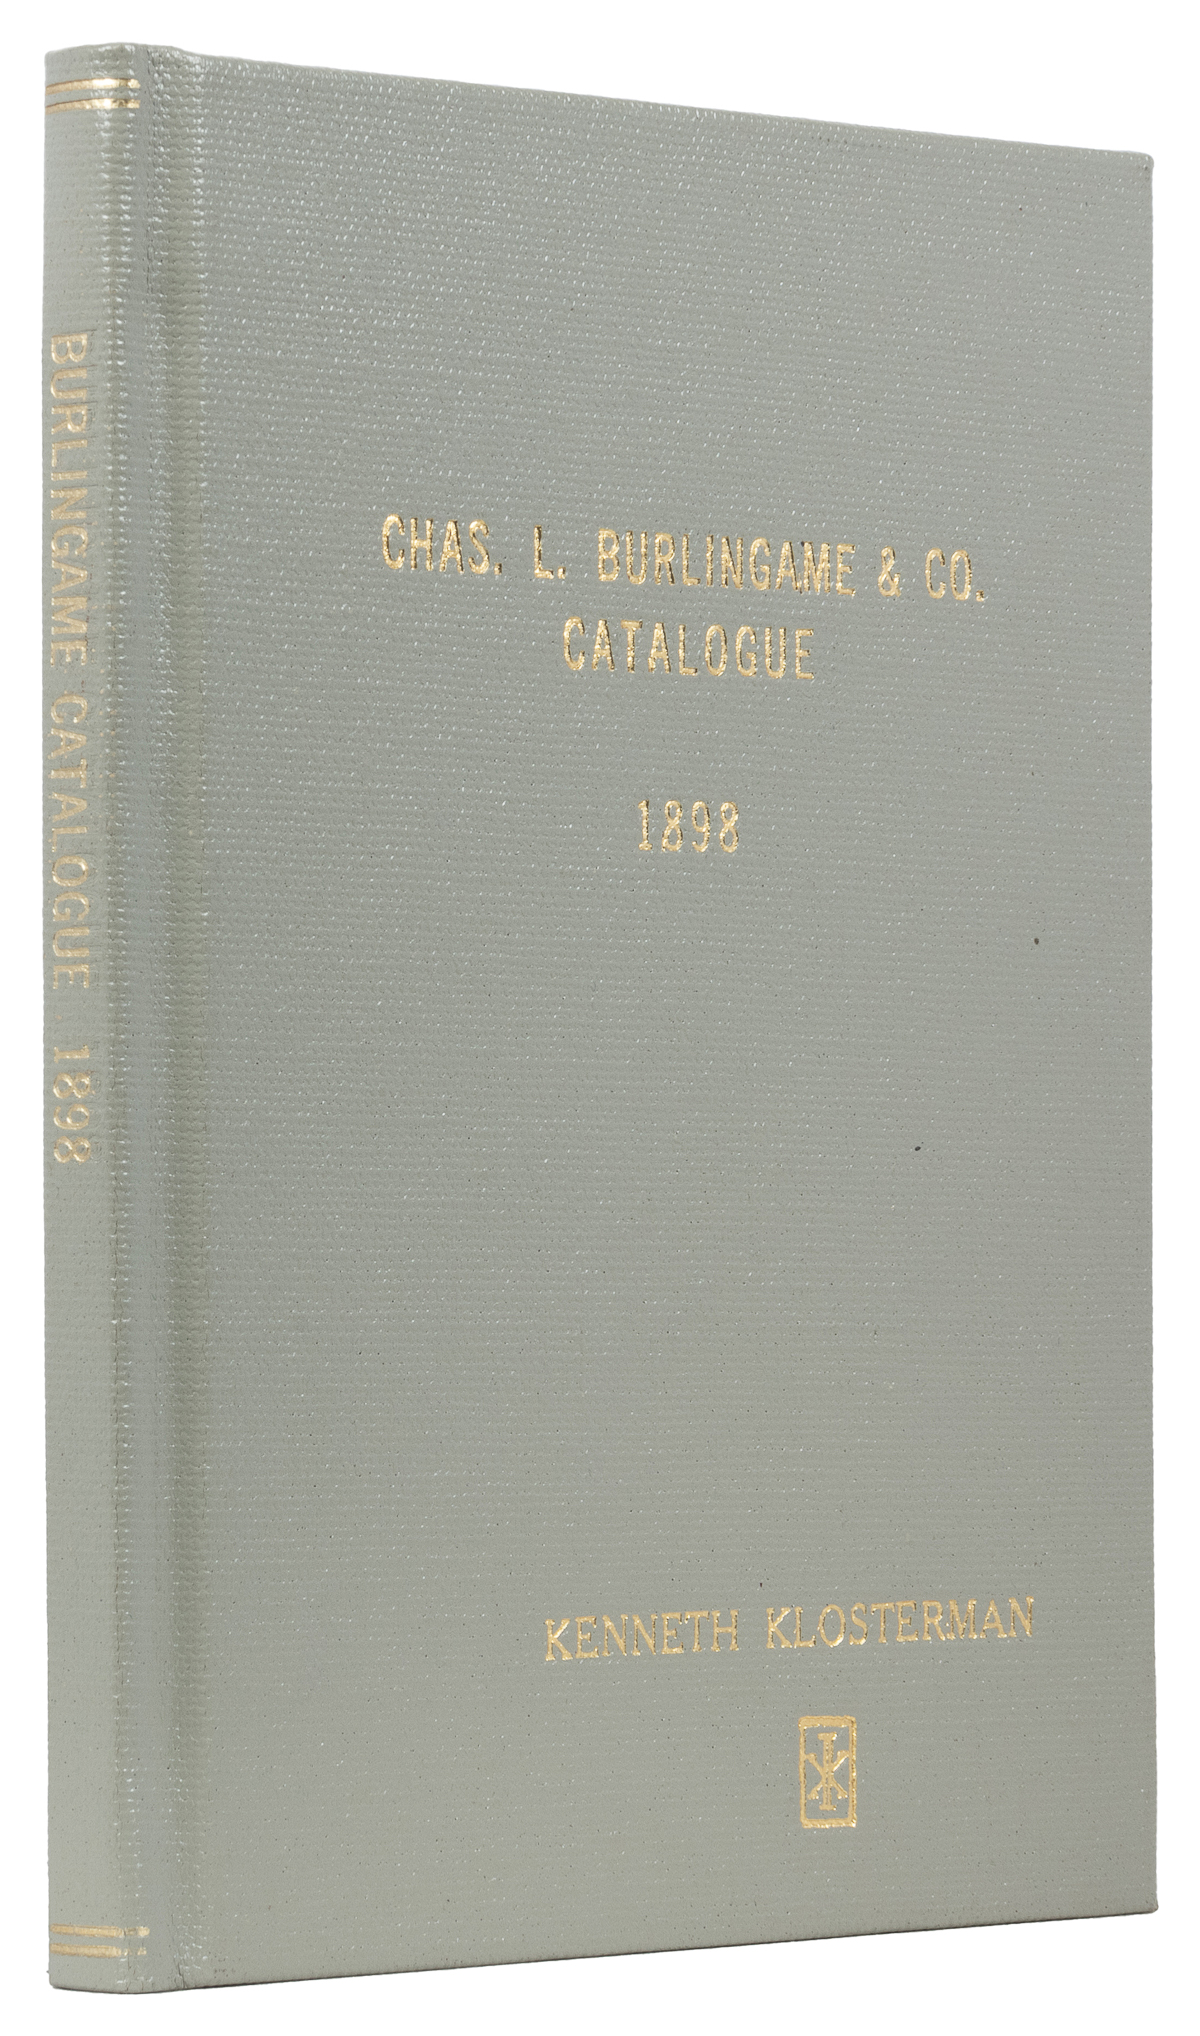 BURLINGAME CATALOGUE 1898
CHAS. L. BURLINGAME & CO.
CATALOGUE
1898
KENNETH KLOSTERMAN